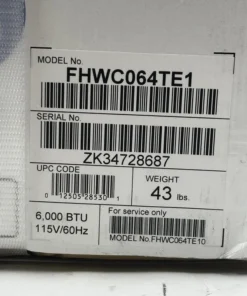 MODEL No.
FHWC064TE1
SERIAL No.
ZK34728687
UPC CODE
0 12505 28530 1
WEIGHT
43 lbs.
6,000 BTU
115V/60Hz
For service only
MODEL No.FHWC064TE10